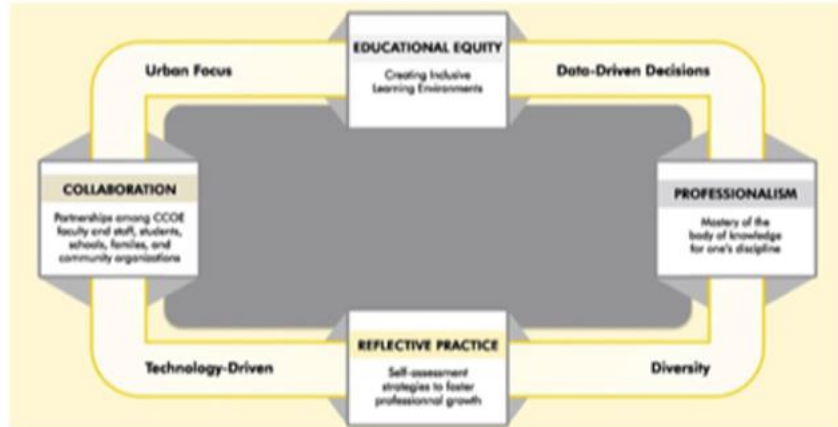 EDUCATIONAL EQUITY
Creating Inclusive
Learning Environments
Urban Focus
Data-Driven Decisions
COLLABORATION
Partnerships among CCOE
faculty and staff, students,
schools, familes, and
community organizations
PROFESSIONALISM
Mastery of the
body of knowledge
for one's discipline
REFLECTIVE PRACTICE
Self-assessment
strategies to foster
professionnal growth
Technology-Driven
Diversity